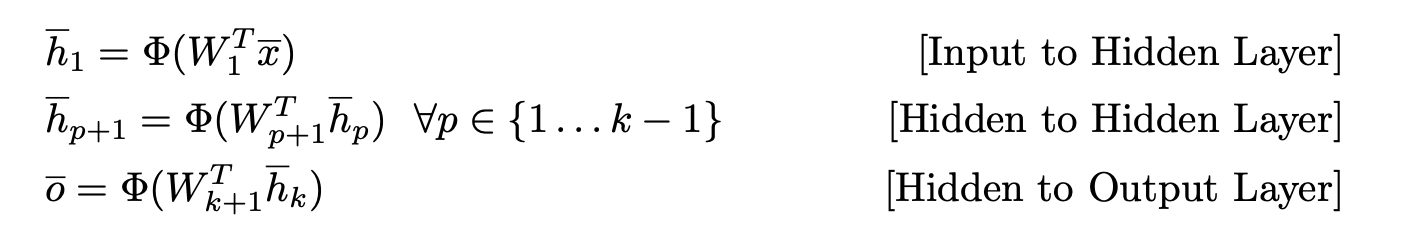 h̅₁ = Φ(W₁ᵀx̅) [Input to Hidden Layer]
h̅ₚ₊₁ = Φ(Wₚ₊₁ᵀh̅ₚ) ∀p ∈ {1 … k − 1} [Hidden to Hidden Layer]
o̅ = Φ(Wₖ₊₁ᵀh̅ₖ) [Hidden to Output Layer]